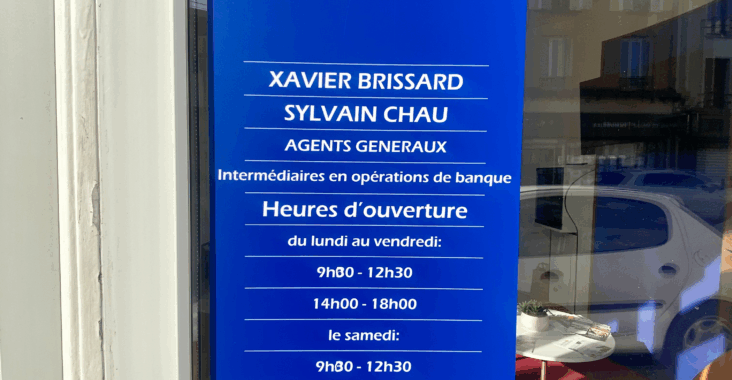 XAVIER BRISSARD
SYLVAIN CHAU
AGENTS GENERAUX
Intermédiaires en opérations de banque
Heures d'ouverture
du lundi au vendredi:
9h30 - 12h30
14h00 - 18h00
le samedi:
9h30 - 12h30